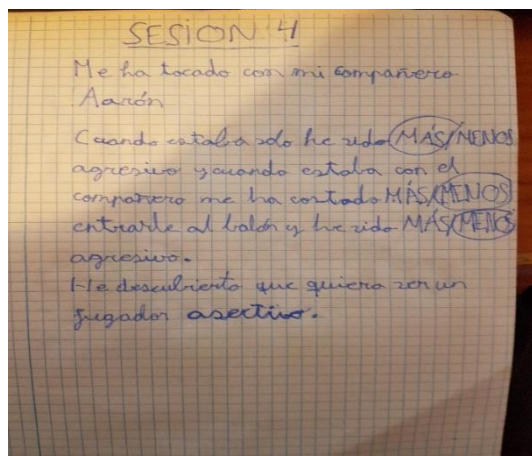 SESIÓN 4
Me ha tocado con mi compañero
Aarón
Cuando estaba solo he sido MÁS/MENOS
agresivo y cuando estaba con el
compañero me ha costado MÁS/MENOS
entrarle al balón y he sido MÁS/MENOS
agresivo.
He descubierto que quiero ser un
jugador asertivo.